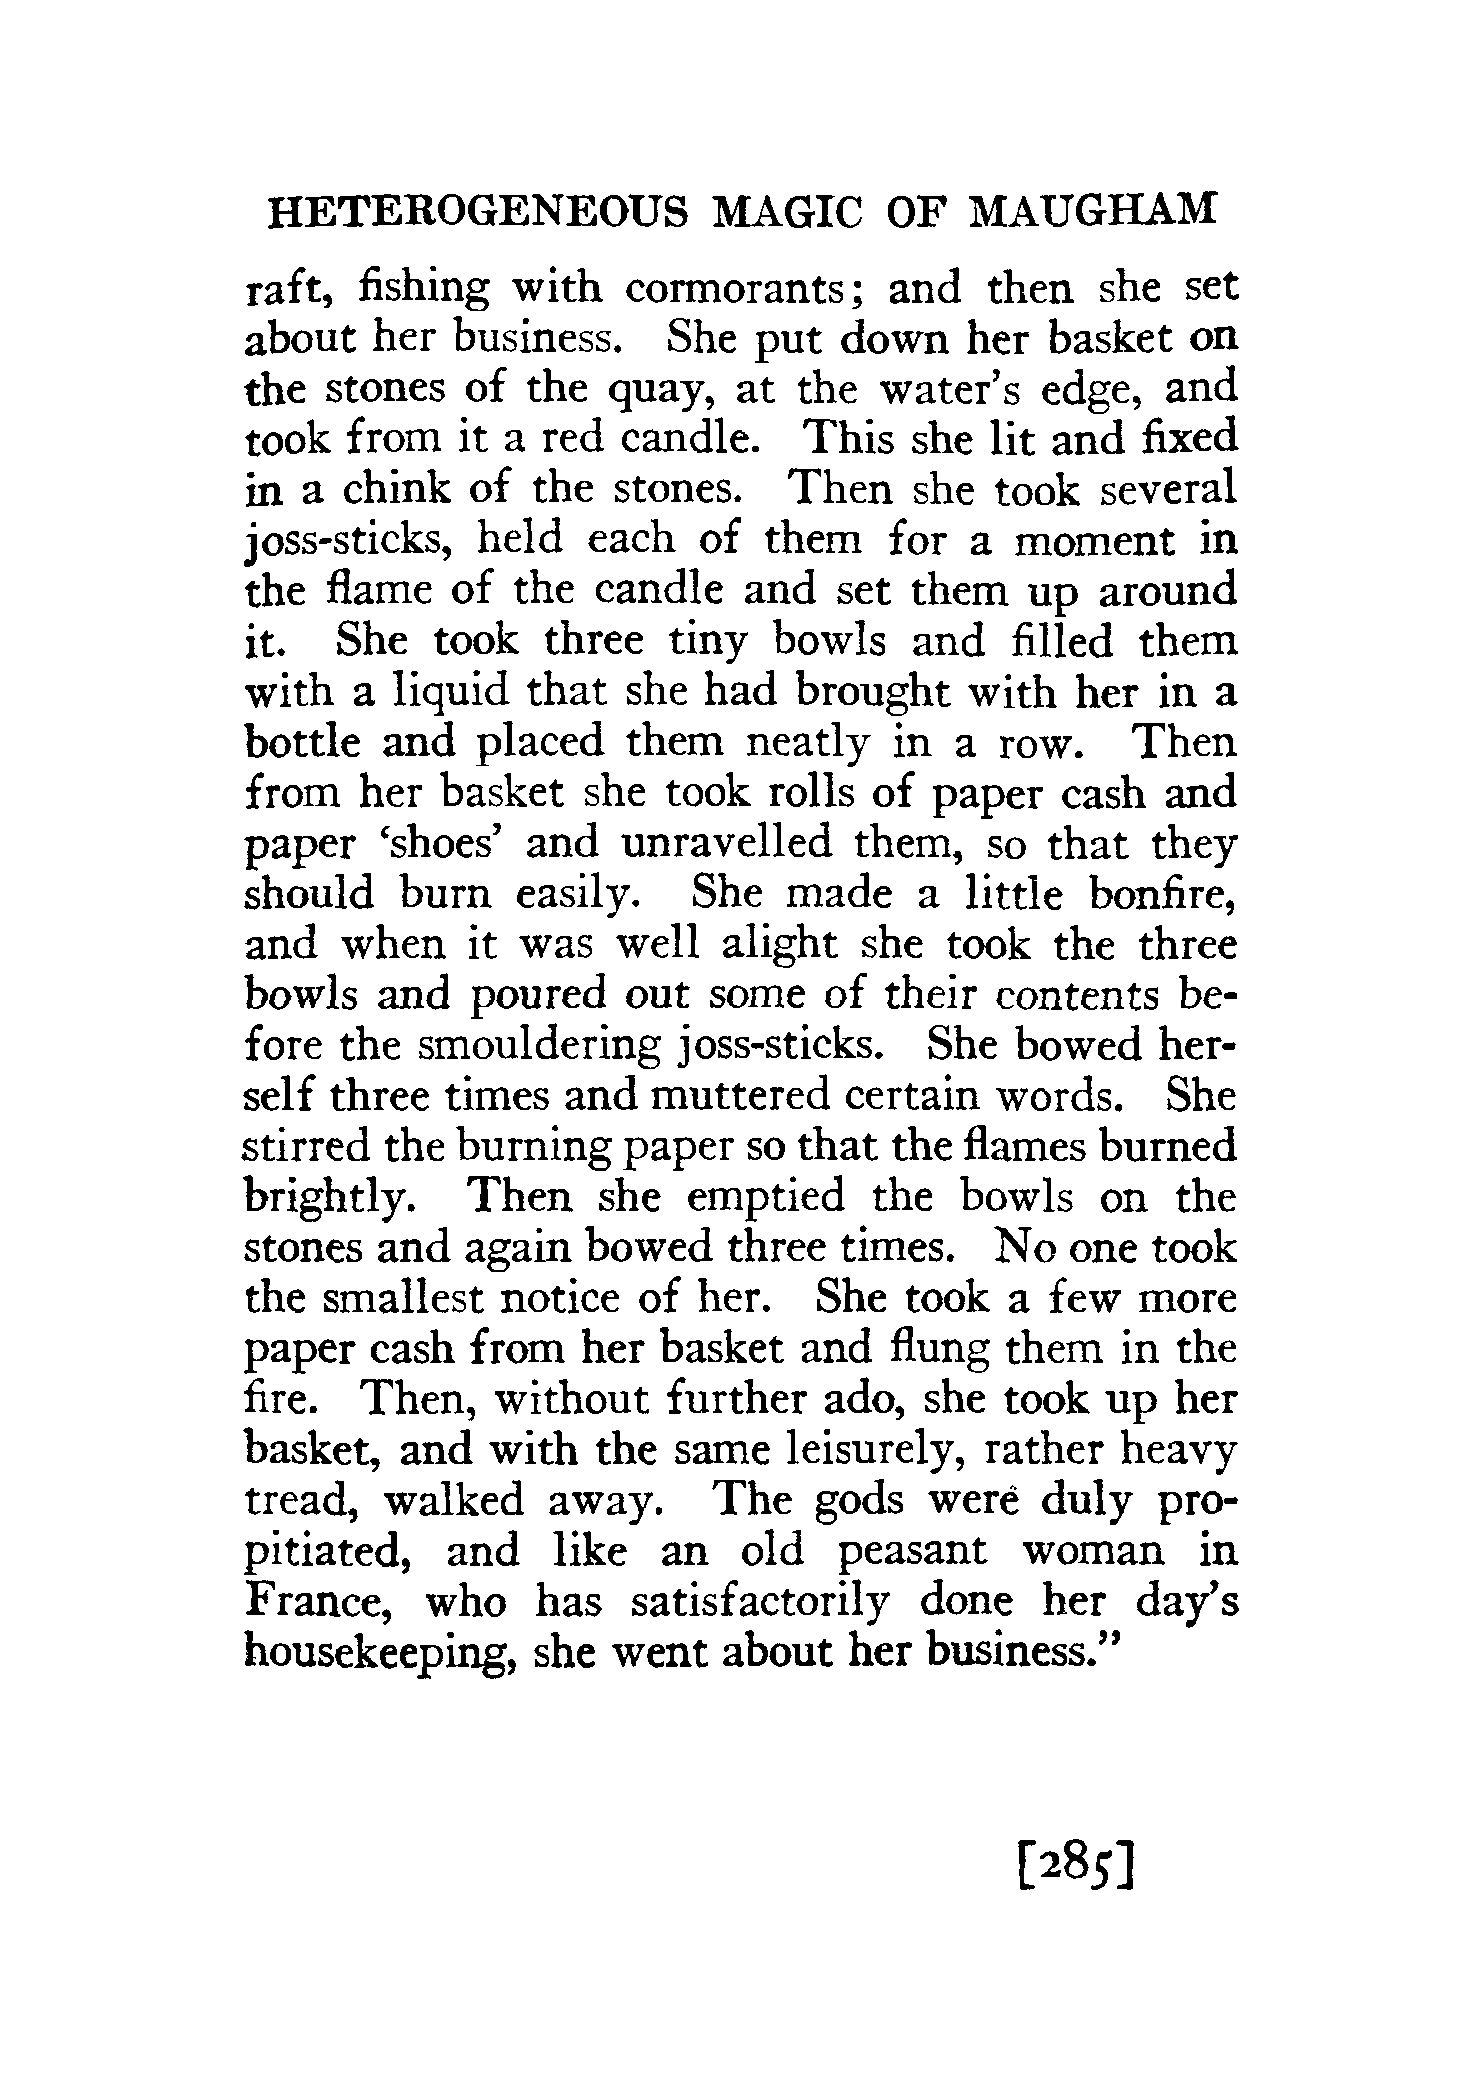 HETEROGENEOUS MAGIC OF MAUGHAM
raft, fishing with cormorants; and then she set
about her business. She put down her basket on
the stones of the quay, at the water's edge, and
took from it a red candle. This she lit and fixed
in a chink of the stones. Then she took several
joss-sticks, held each of them for a moment in
the flame of the candle and set them up around
it. She took three tiny bowls and filled them
with a liquid that she had brought with her in a
bottle and placed them neatly in a row. Then
from her basket she took rolls of paper cash and
paper ‘shoes’ and unravelled them, so that they
should burn easily. She made a little bonfire,
and when it was well alight she took the three
bowls and poured out some of their contents be-
fore the smouldering joss-sticks. She bowed her-
self three times and muttered certain words. She
stirred the burning paper so that the flames burned
brightly. Then she emptied the bowls on the
stones and again bowed three times. No one took
the smallest notice of her. She took a few more
paper cash from her basket and flung them in the
fire. Then, without further ado, she took up her
basket, and with the same leisurely, rather heavy
tread, walked away. The gods were duly pro-
pitiated, and like an old peasant woman in
France, who has satisfactorily done her day's
housekeeping, she went about her business.”
[285]